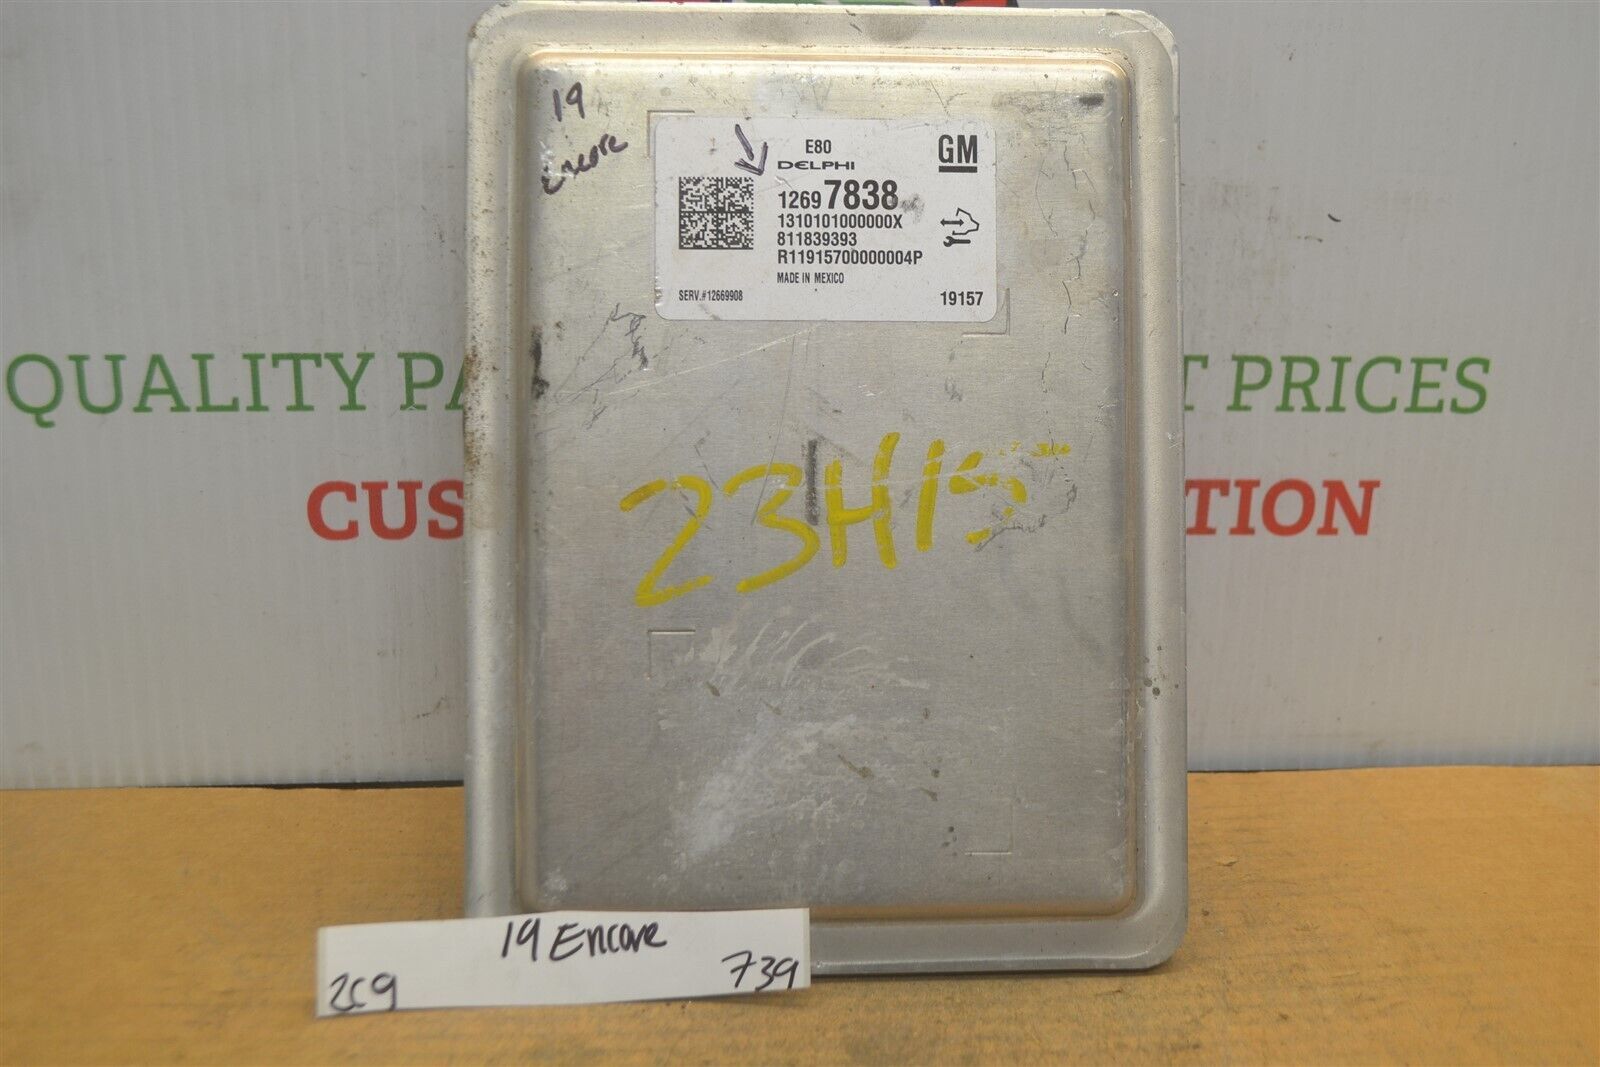 19
Encore
E80
DELPHI
GM
12697838
1310101000000X
811839393
R11915700000004P
MADE IN MEXICO
SERV.#12669908
19157
QUALITY PA
T PRICES
CUS
TION
23H15
19 Encore
2C9
739